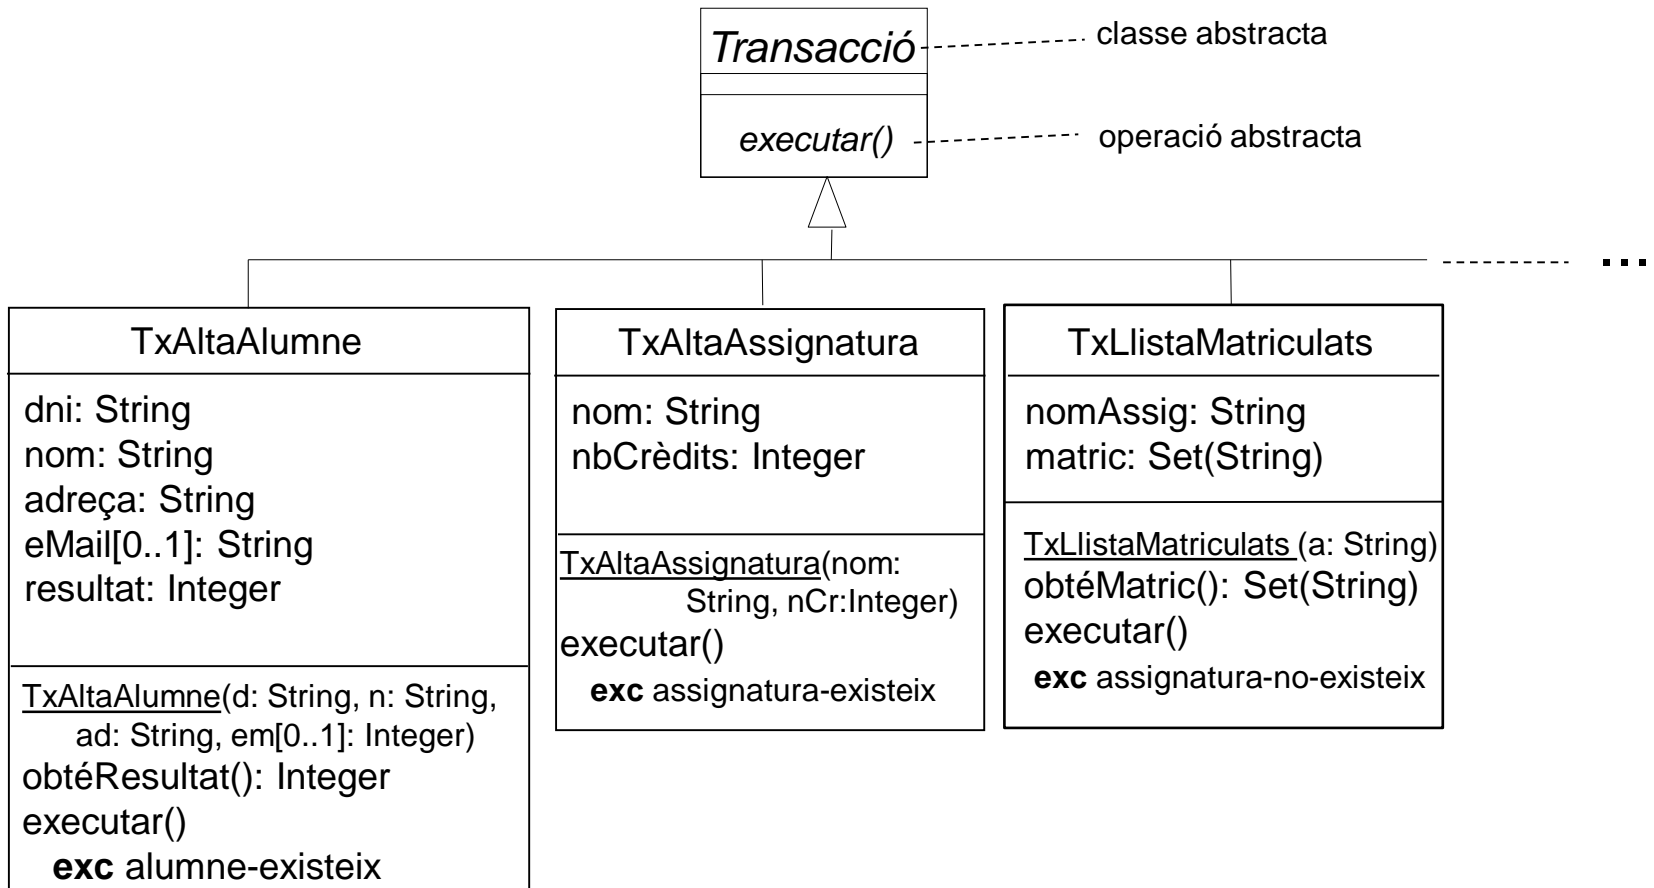 Transacció
classe abstracta
executar()
operació abstracta
...
TxAltaAlumne
dni: String
nom: String
adreça: String
eMail[0..1]: String
resultat: Integer
TxAltaAlumne(d: String, n: String,
ad: String, em[0..1]: Integer)
obtéResultat(): Integer
executar()
exc alumne-existeix
TxAltaAssignatura
nom: String
nbCrèdits: Integer
TxAltaAssignatura(nom:
String, nCr:Integer)
executar()
exc assignatura-existeix
TxLlistaMatriculats
nomAssig: String
matric: Set(String)
TxLlistaMatriculats (a: String)
obtéMatric(): Set(String)
executar()
exc assignatura-no-existeix